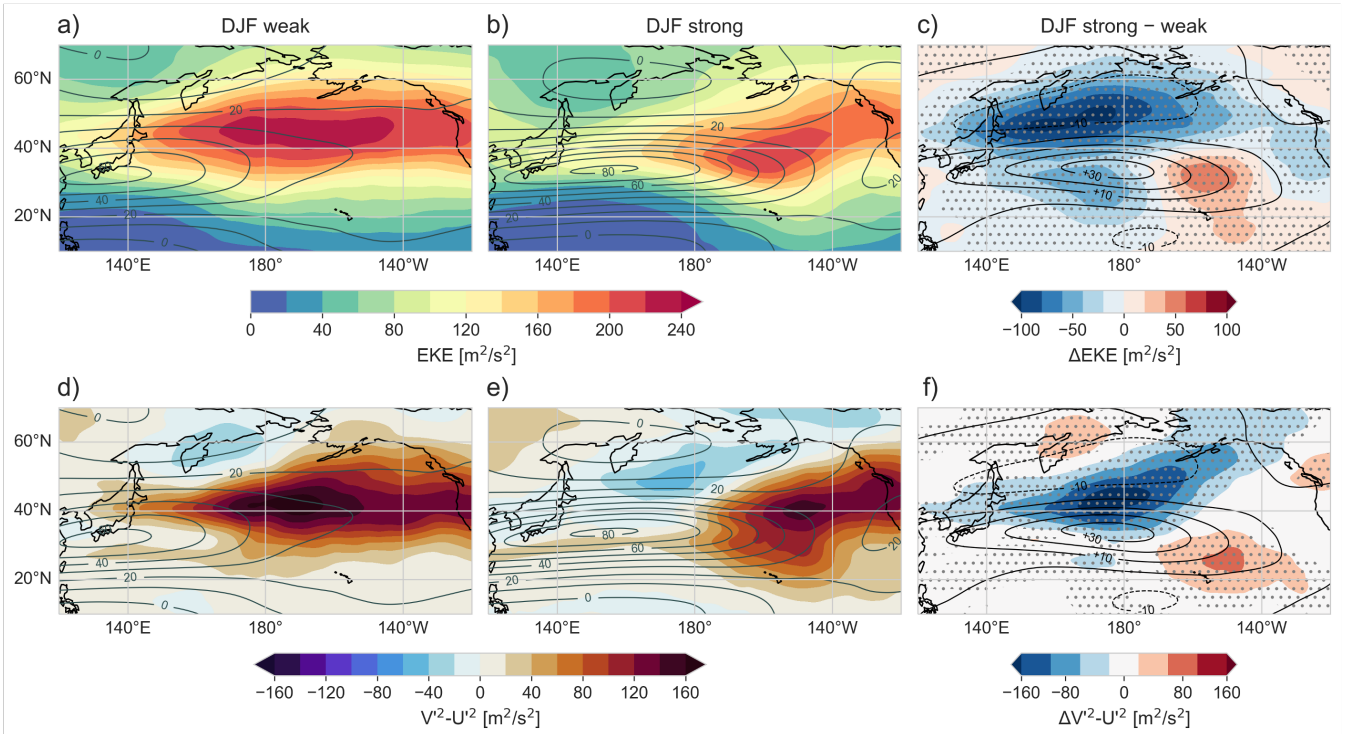 a) DJF weak
b) DJF strong
c) DJF strong − weak
60°N
40°N
20°N
0
20
40
20
0
0
20
80
60
40
20
0
20
-10
+30
+10
-10
140°E 180° 140°W
140°E 180° 140°W
140°E 180° 140°W
0 40 80 120 160 200 240
EKE [m²/s²]
−100 −50 0 50 100
ΔEKE [m²/s²]
d)
e)
f)
60°N
40°N
20°N
0
20
40
20
0
0
20
80
60
40
20
0
20
-10
+30
+10
-10
140°E 180° 140°W
140°E 180° 140°W
140°E 180° 140°W
−160 −120 −80 −40 0 40 80 120 160
V'²-U'² [m²/s²]
−160 −80 0 80 160
ΔV'²-U'² [m²/s²]